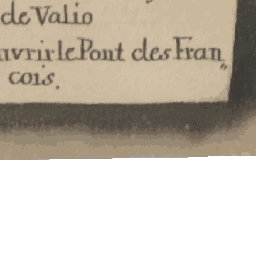 de Valio
uvrir le Pont des Fran„
cois.